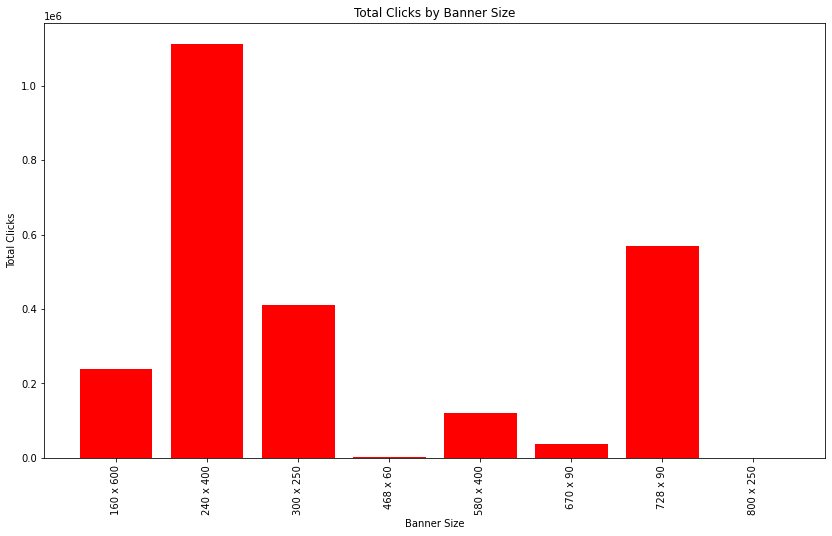 Total Clicks by Banner Size
1e6
1.0
0.8
0.6
0.4
0.2
0.0
Total Clicks
160 x 600
240 x 400
300 x 250
468 x 60
580 x 400
670 x 90
728 x 90
800 x 250
Banner Size